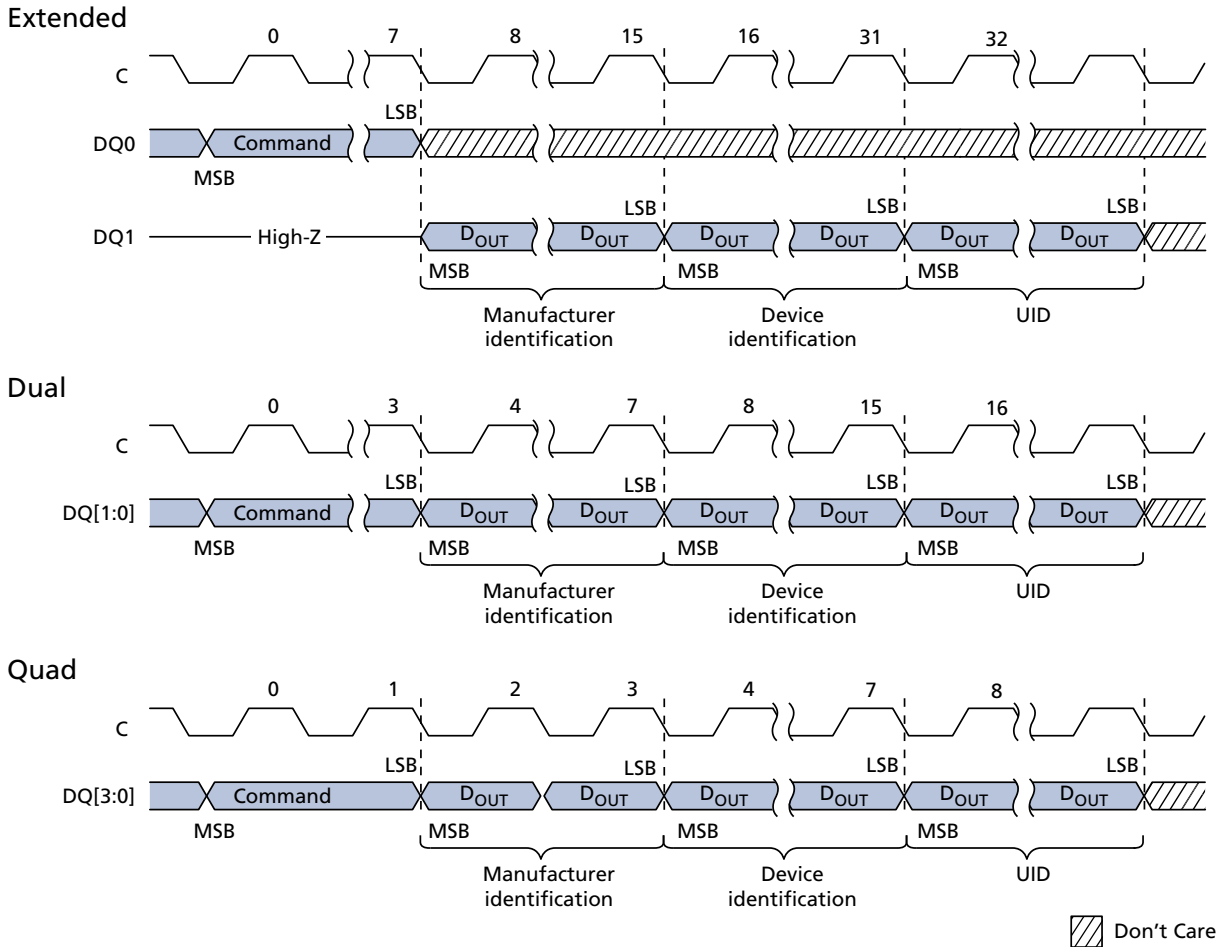 Extended
0 7 8 15 16 31 32
C
LSB
DQ0 Command
MSB
LSB LSB LSB
DQ1 High-Z DOUT DOUT DOUT DOUT DOUT DOUT
MSB MSB MSB
Manufacturer identification
Device identification
UID
Dual
0 3 4 7 8 15 16
C
LSB LSB LSB LSB
DQ[1:0] Command DOUT DOUT DOUT DOUT DOUT DOUT
MSB MSB MSB MSB
Manufacturer identification
Device identification
UID
Quad
0 1 2 3 4 7 8
C
LSB LSB LSB LSB
DQ[3:0] Command DOUT DOUT DOUT DOUT DOUT DOUT
MSB MSB MSB MSB
Manufacturer identification
Device identification
UID
Don't Care